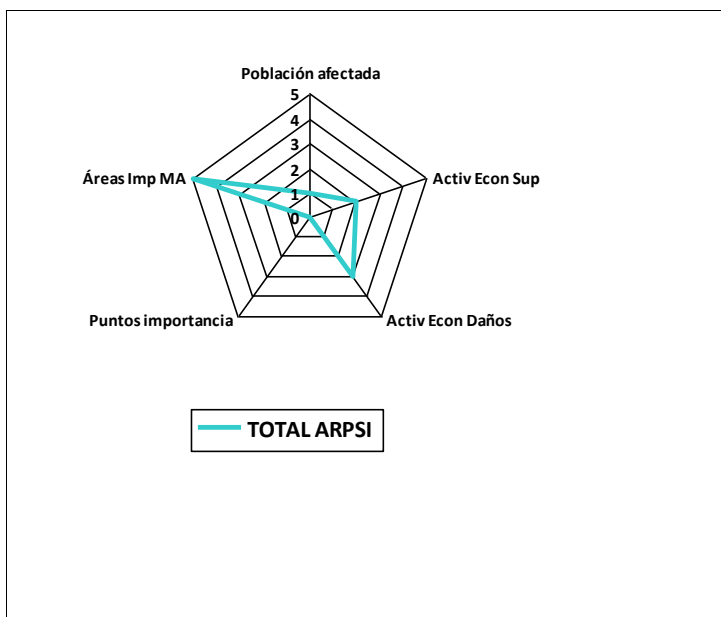 Población afectada
5
4
3
2
1
0
Áreas Imp MA
Activ Econ Sup
Puntos importancia
Activ Econ Daños
TOTAL ARPSI